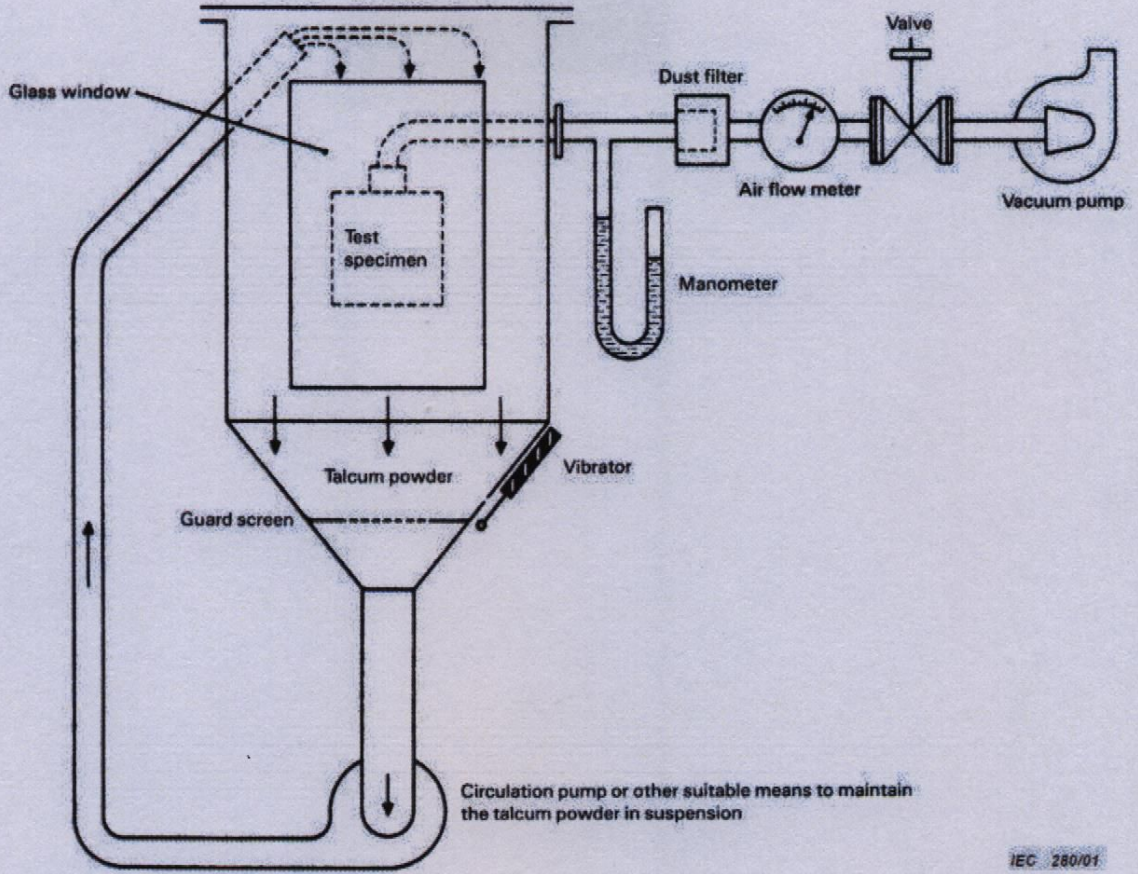 Valve
Dust filter
Glass window
Air flow meter
Vacuum pump
Test
specimen
Manometer
Talcum powder
Vibrator
Guard screen
Circulation pump or other suitable means to maintain
the talcum powder in suspension
IEC 280/01